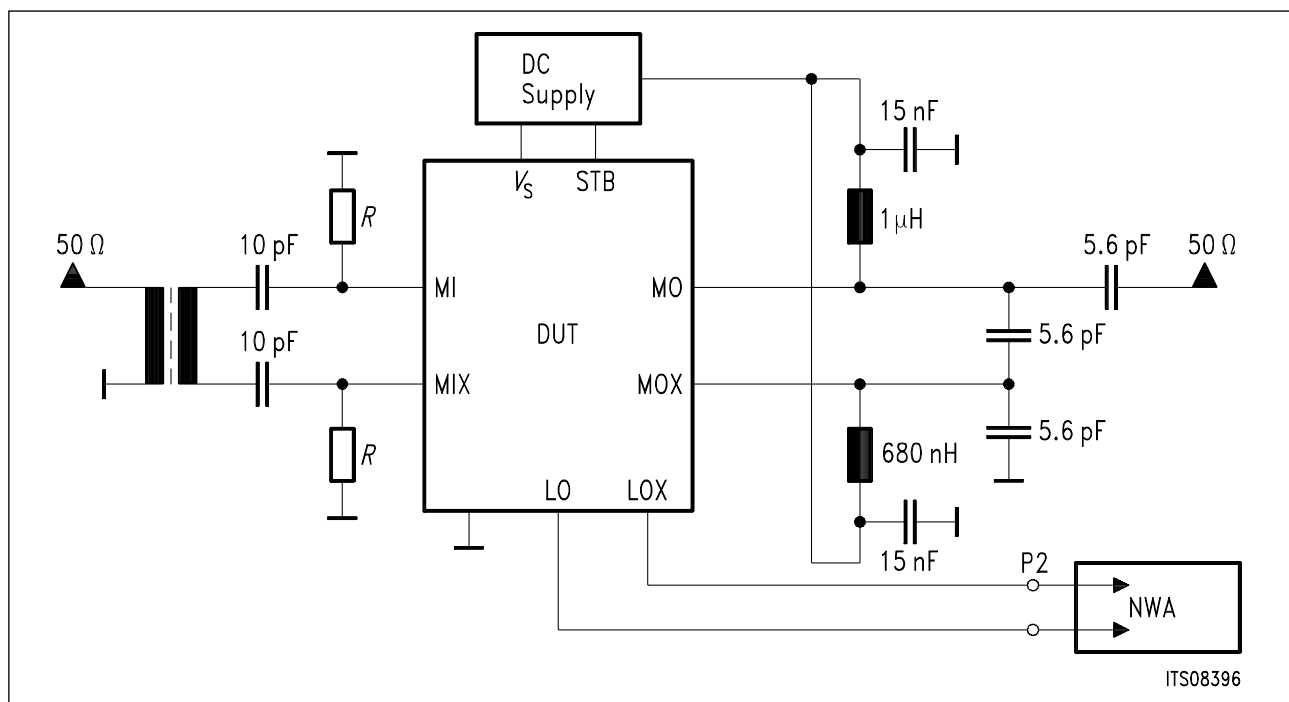 DC
Supply
15 nF
VS
STB
R
1 μH
50 Ω
10 pF
5.6 pF
50 Ω
MI
MO
10 pF
DUT
5.6 pF
MIX
MOX
R
680 nH
5.6 pF
LO
LOX
15 nF
P2
NWA
ITS08396